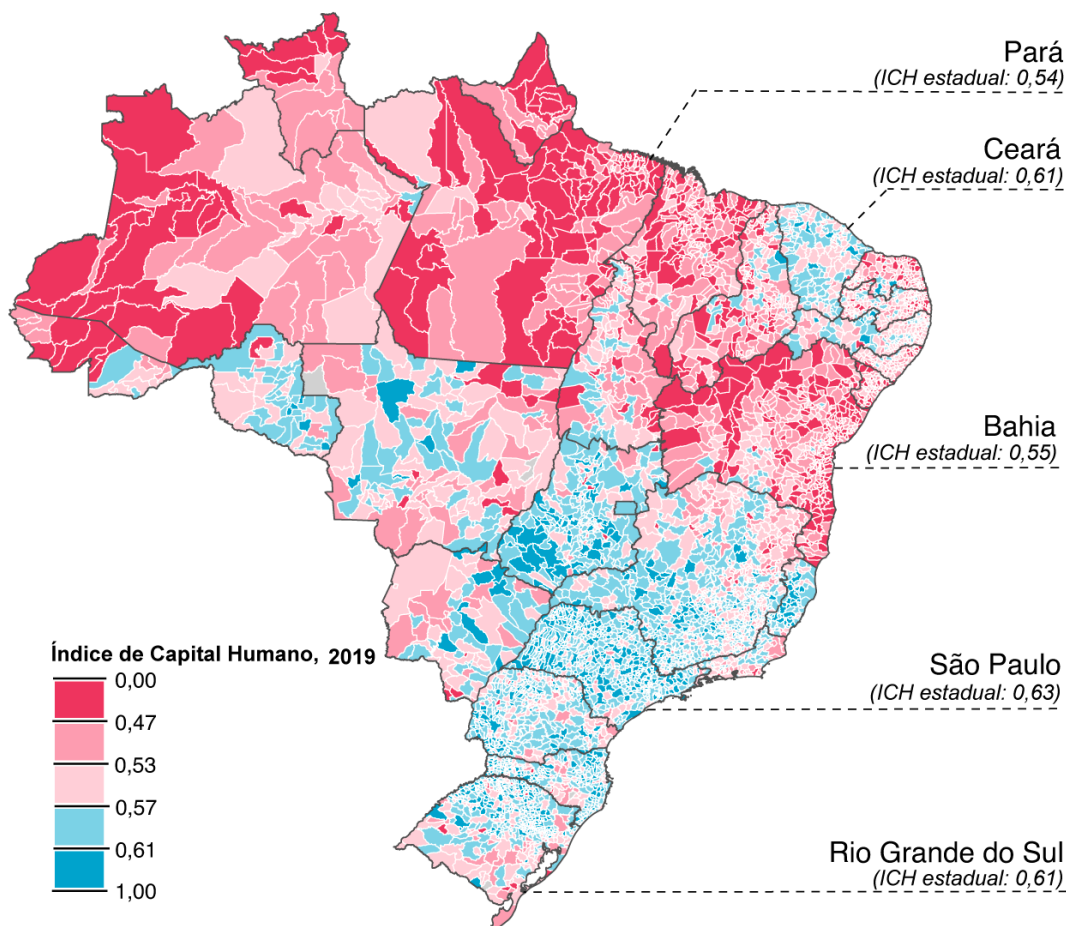 Pará
(ICH estadual: 0,54)
Ceará
(ICH estadual: 0,61)
Bahia
(ICH estadual: 0,55)
São Paulo
(ICH estadual: 0,63)
Rio Grande do Sul
(ICH estadual: 0,61)
Índice de Capital Humano, 2019
0,00
0,47
0,53
0,57
0,61
1,00